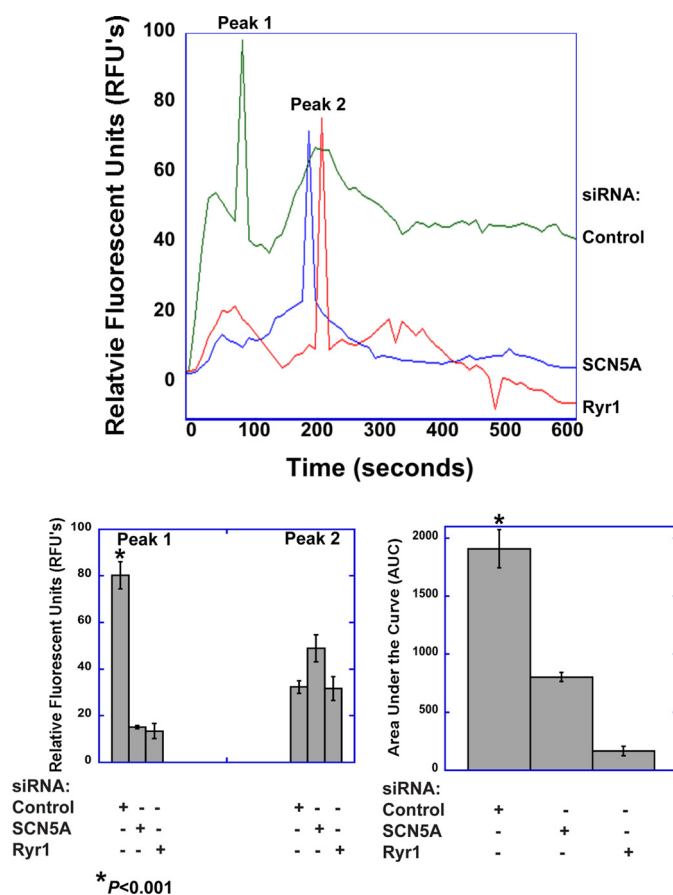 Peak 1
Peak 2
Relatvie Fluorescent Units (RFU's)
100
80
60
40
20
0
siRNA:
Control
SCN5A
Ryr1
0 100 200 300 400 500 600
Time (seconds)
Relative Fluorescent Units (RFU's)
100
80
60
40
20
0
Peak 1 Peak 2
*
siRNA:
Control + - - + - -
SCN5A - + - - + -
Ryr1 - - + - - +
*P<0.001
Area Under the Curve (AUC)
2000
1500
1000
500
0
*
siRNA:
Control + - -
SCN5A - + -
Ryr1 - - +